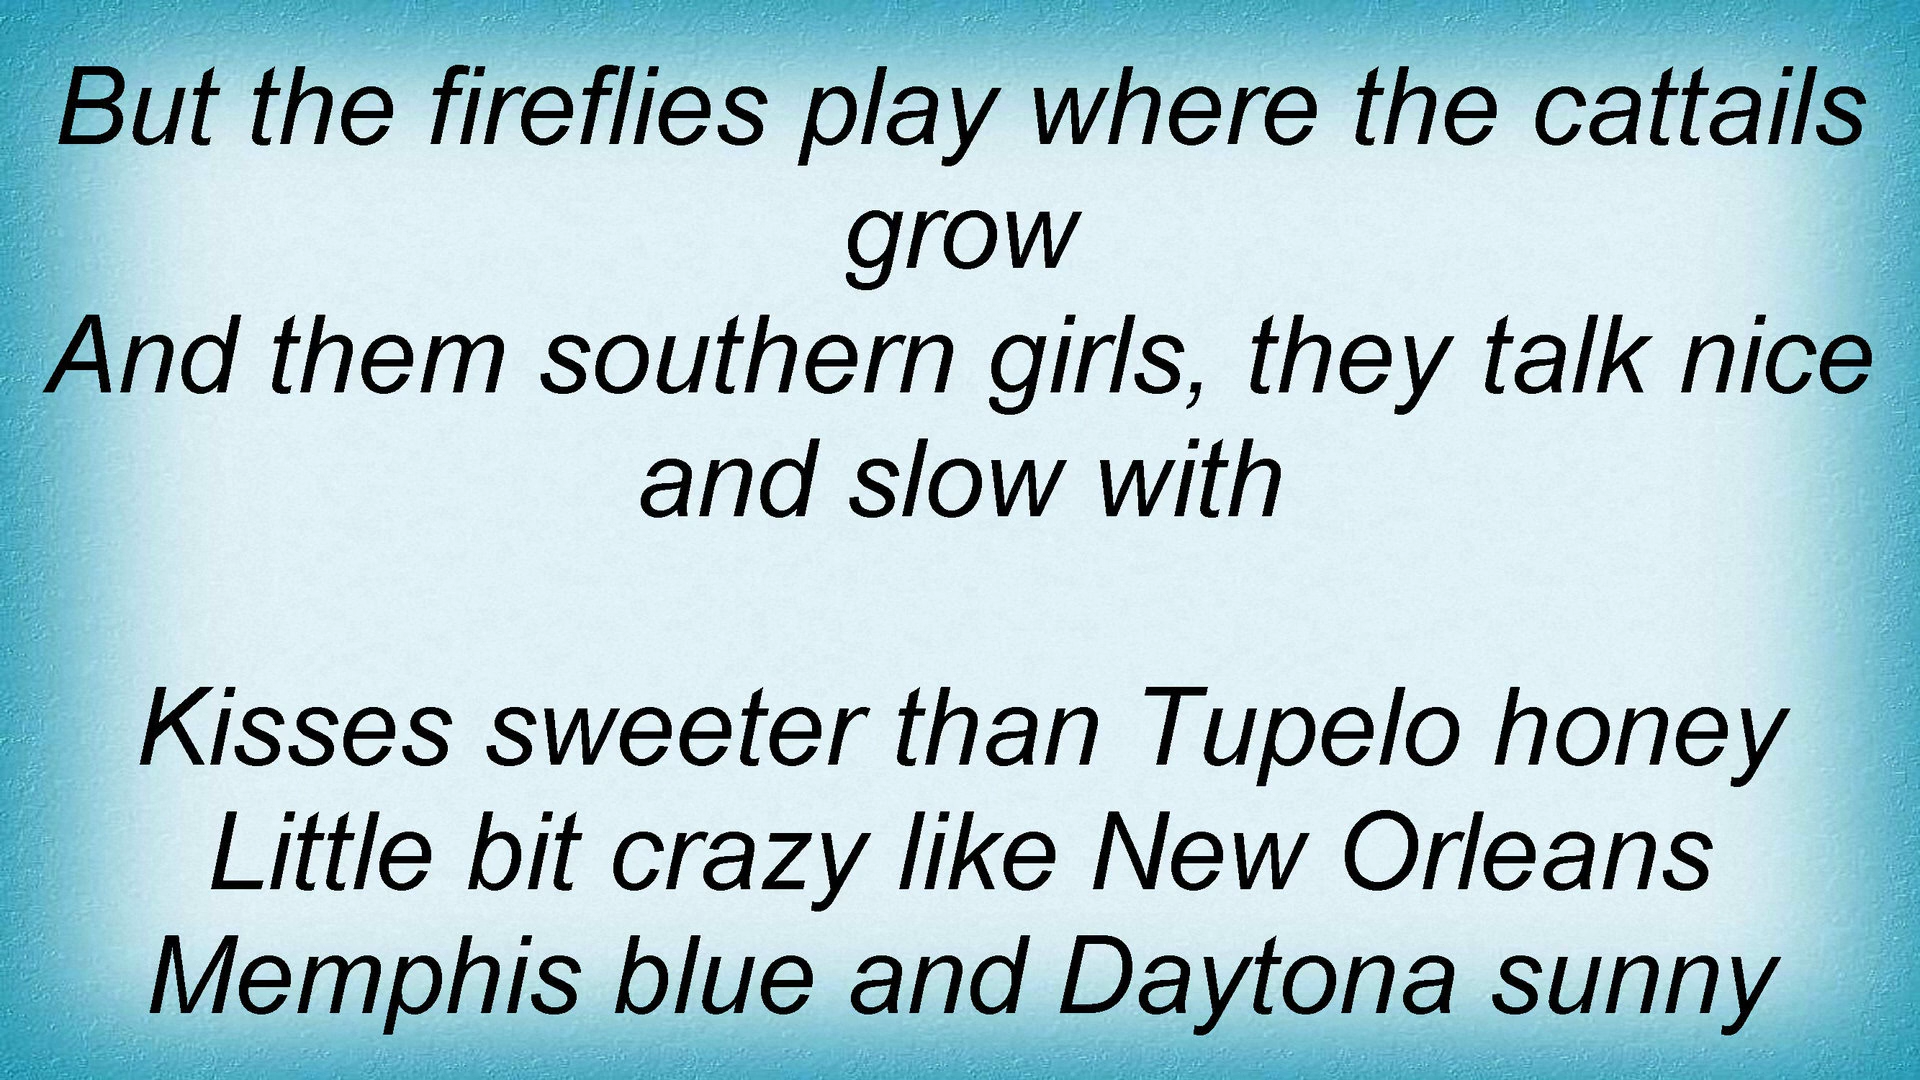 But the fireflies play where the cattails
grow
And them southern girls, they talk nice
and slow with
Kisses sweeter than Tupelo honey
Little bit crazy like New Orleans
Memphis blue and Daytona sunny